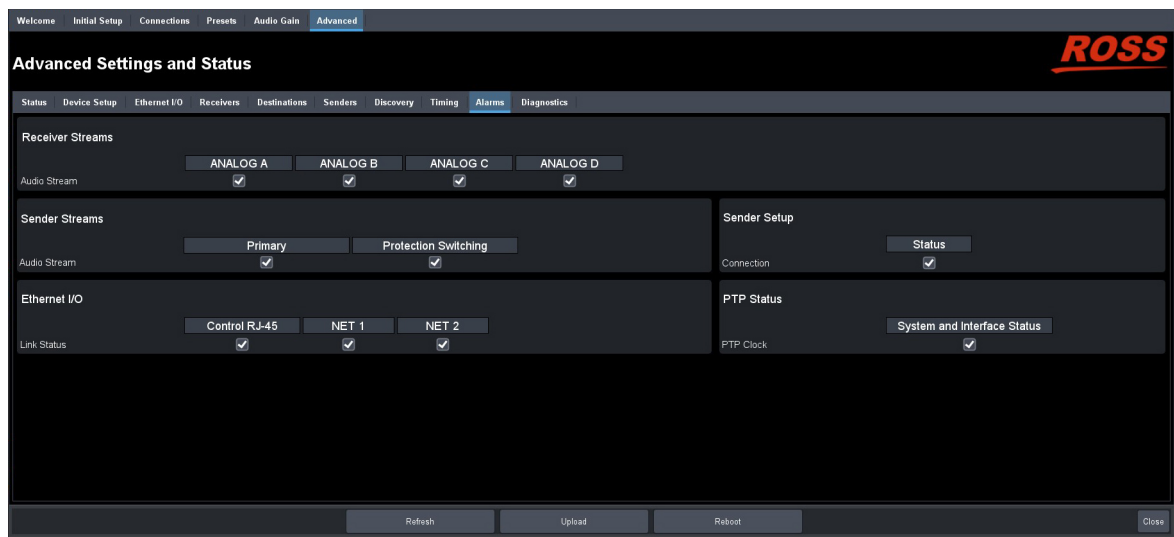 Welcome Initial Setup Connections Presets Audio Gain Advanced
ROSS
Advanced Settings and Status
Status Device Setup Ethernet I/O Receivers Destinations Senders Discovery Timing Alarms Diagnostics
Receiver Streams
ANALOG A ANALOG B ANALOG C ANALOG D
Audio Stream
Sender Streams
Primary Protection Switching
Audio Stream
Sender Setup
Status
Connection
Ethernet I/O
Control RJ-45 NET 1 NET 2
Link Status
PTP Status
System and Interface Status
PTP Clock
Refresh Upload Reboot Close